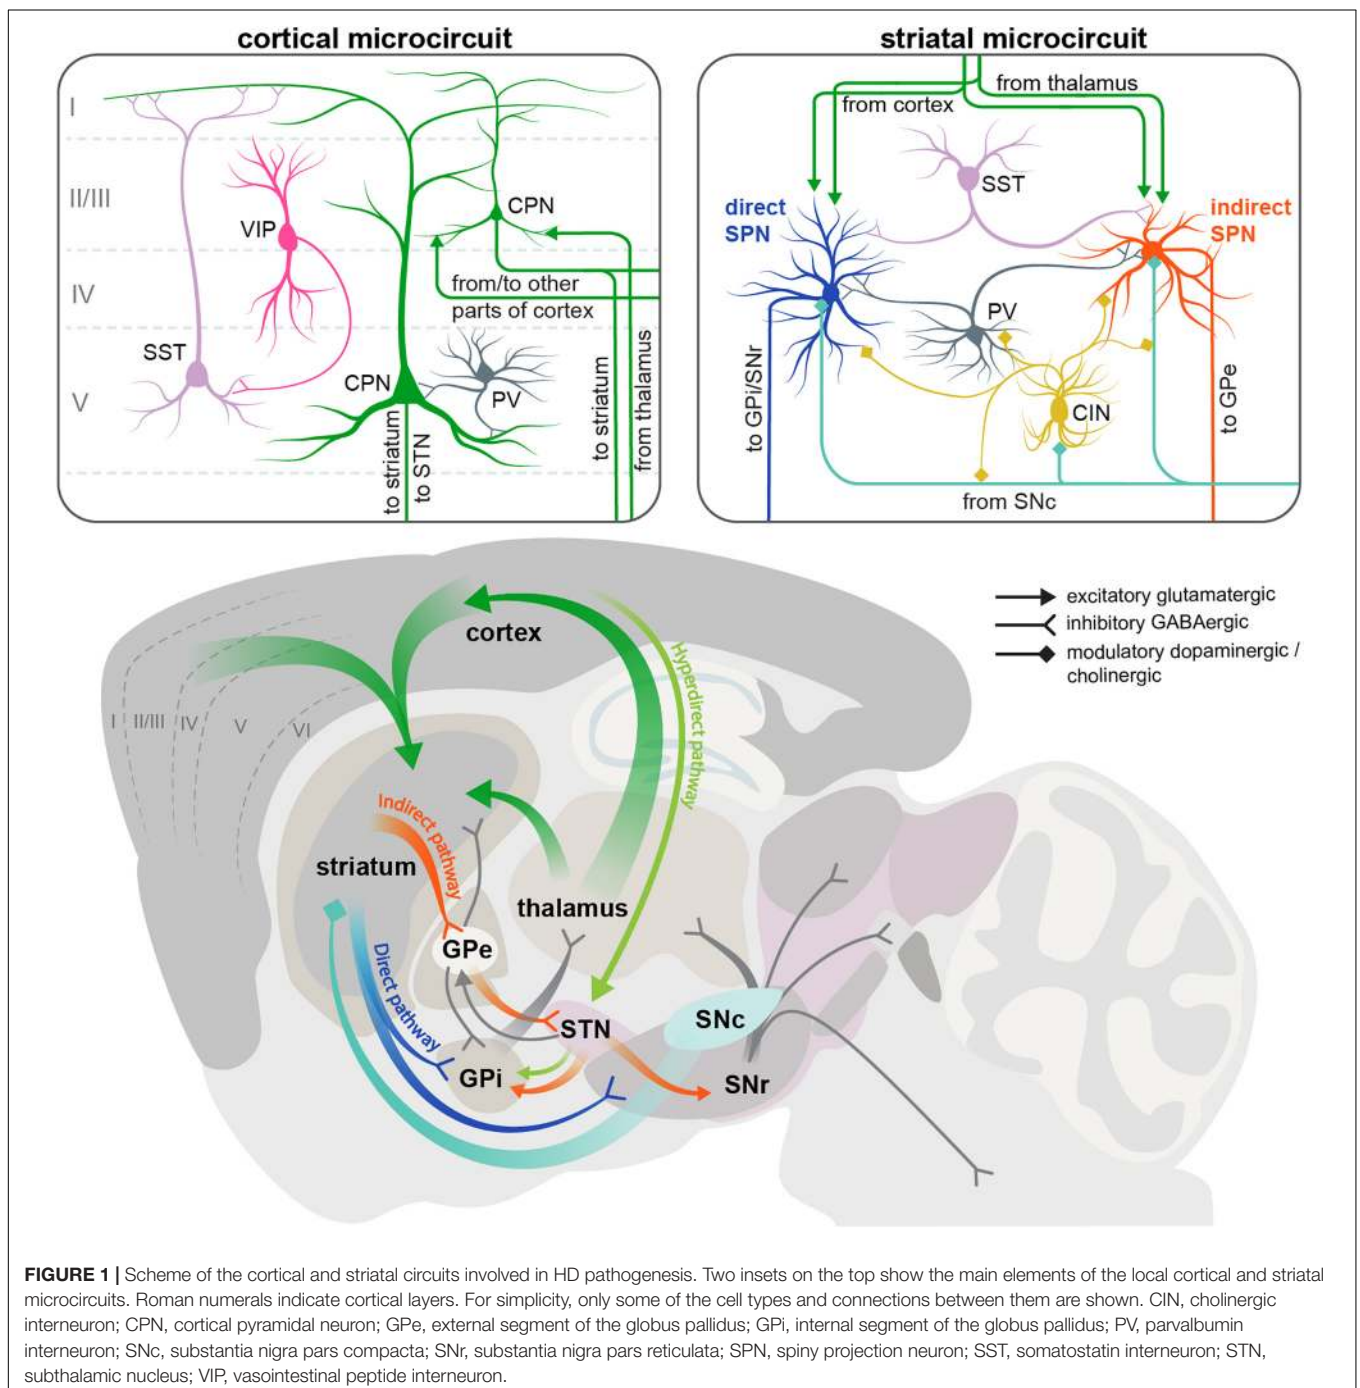 cortical microcircuit
I
II/III
IV
V
SST
VIP
CPN
CPN
PV
from/to other
parts of cortex
to striatum
to STN
to striatum
from thalamus
striatal microcircuit
from thalamus
from cortex
SST
direct
SPN
indirect
SPN
PV
CIN
to GPi/SNr
to GPe
from SNc
excitatory glutamatergic
inhibitory GABAergic
modulatory dopaminergic /
cholinergic
cortex
Hyperdirect pathway
I
II/III
IV
V
VI
Indirect pathway
striatum
thalamus
GPe
Direct pathway
STN
SNc
GPi
SNr
FIGURE 1 | Scheme of the cortical and striatal circuits involved in HD pathogenesis. Two insets on the top show the main elements of the local cortical and striatal
microcircuits. Roman numerals indicate cortical layers. For simplicity, only some of the cell types and connections between them are shown. CIN, cholinergic
interneuron; CPN, cortical pyramidal neuron; GPe, external segment of the globus pallidus; GPi, internal segment of the globus pallidus; PV, parvalbumin
interneuron; SNc, substantia nigra pars compacta; SNr, substantia nigra pars reticulata; SPN, spiny projection neuron; SST, somatostatin interneuron; STN,
subthalamic nucleus; VIP, vasointestinal peptide interneuron.